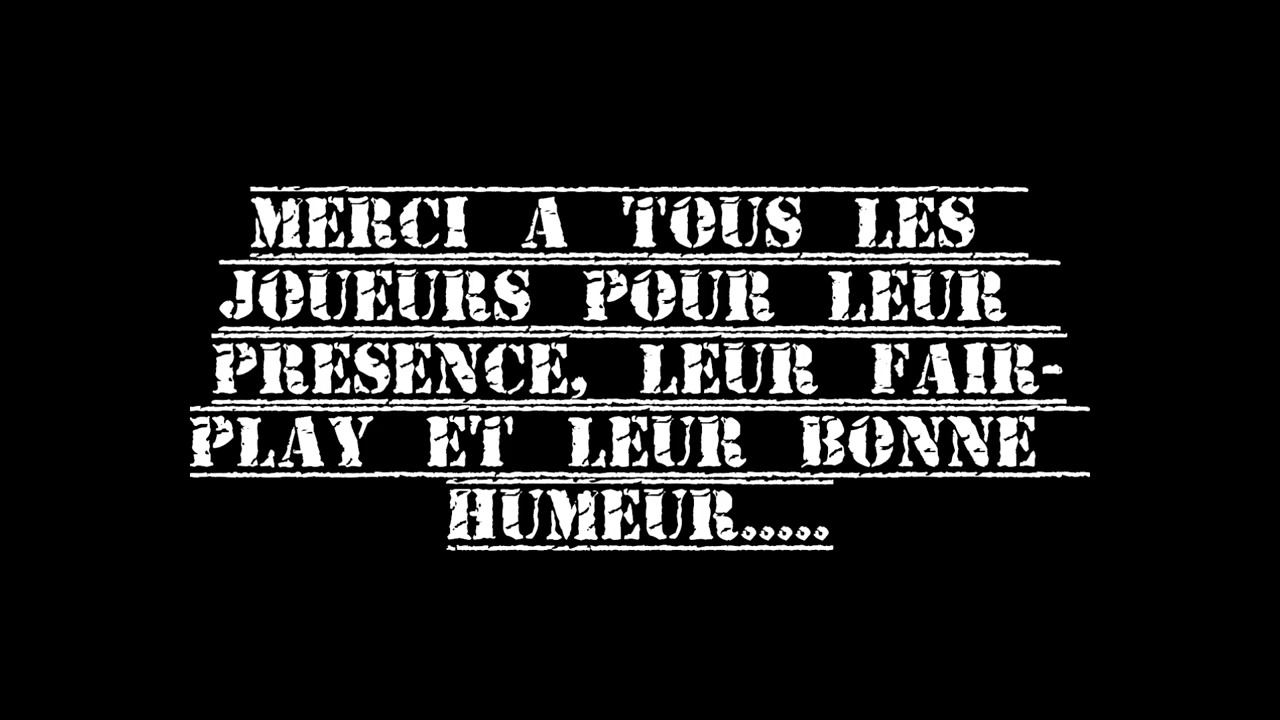 MERCI A TOUS LES
JOUEURS POUR LEUR
PRESENCE, LEUR FAIR-
PLAY ET LEUR BONNE
HUMEUR.....